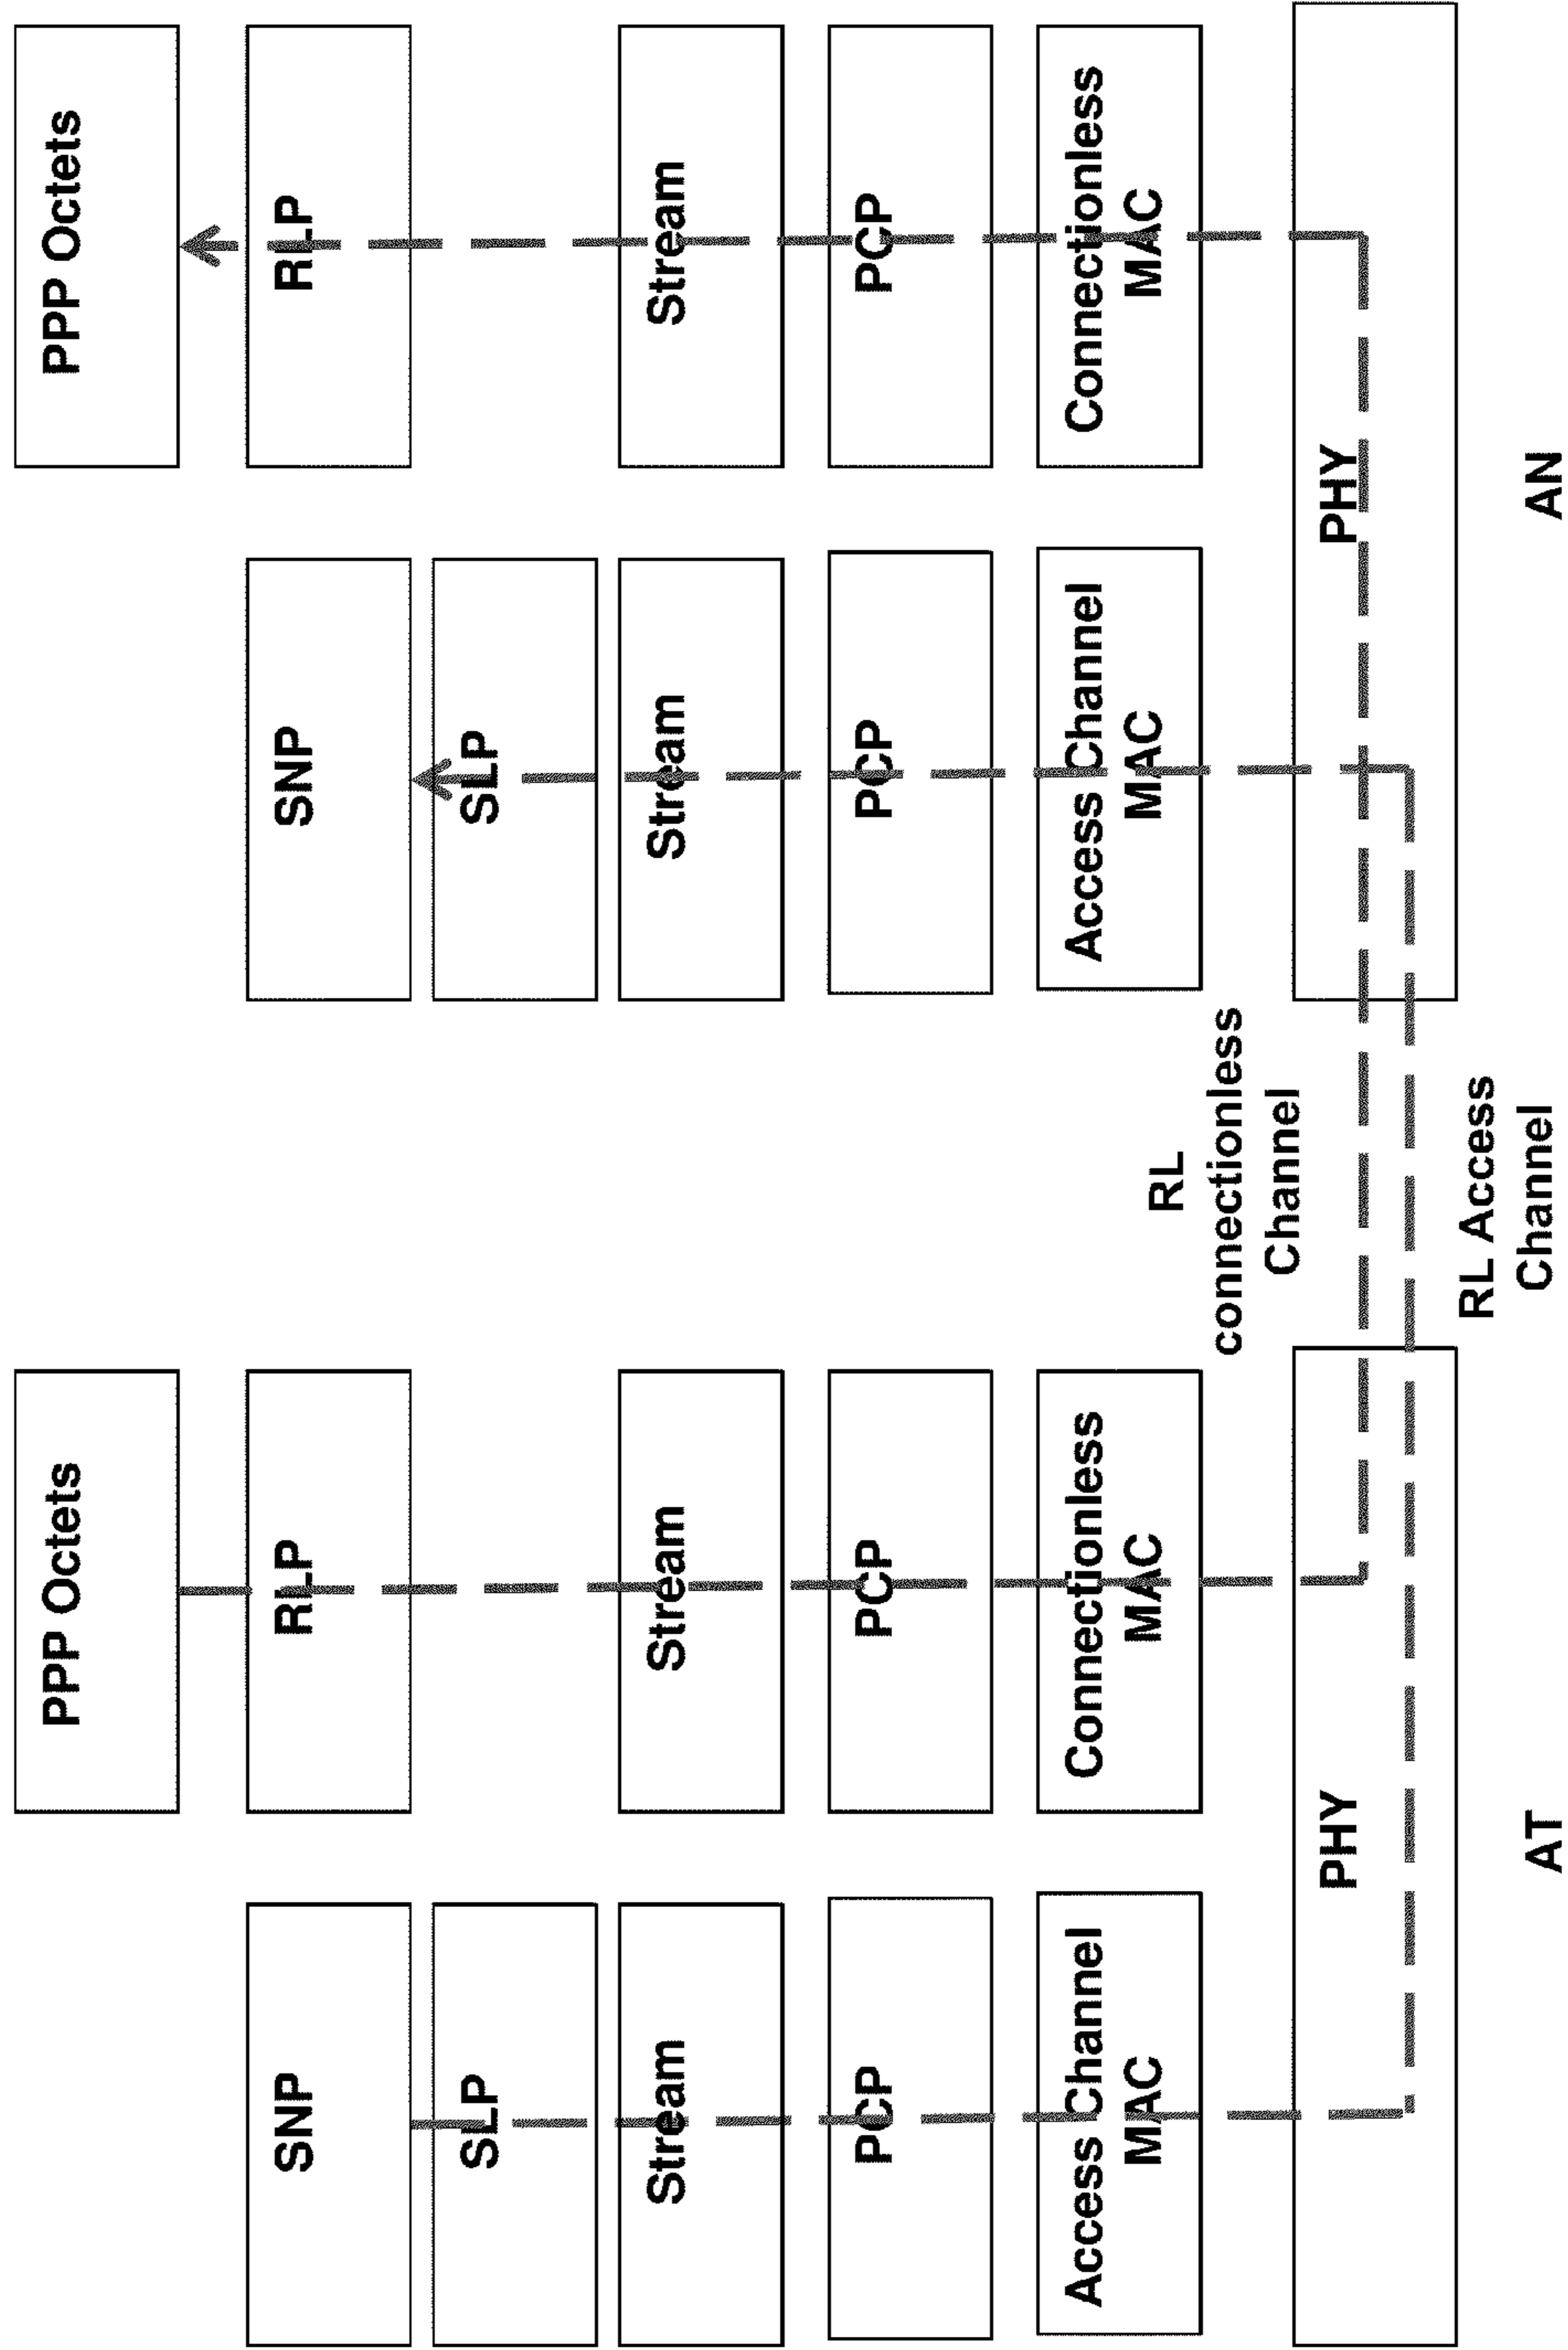 PPP Octets
PPP Octets
SNP
RLP
SNP
RLP
SLP
SLP
Stream
Stream
Stream
Stream
PCP
PCP
PCP
PCP
Access Channel
MAC
Connectionless
MAC
RL
connectionless
Channel
Access Channel
MAC
Connectionless
MAC
PHY
PHY
RL Access
Channel
AT
AN